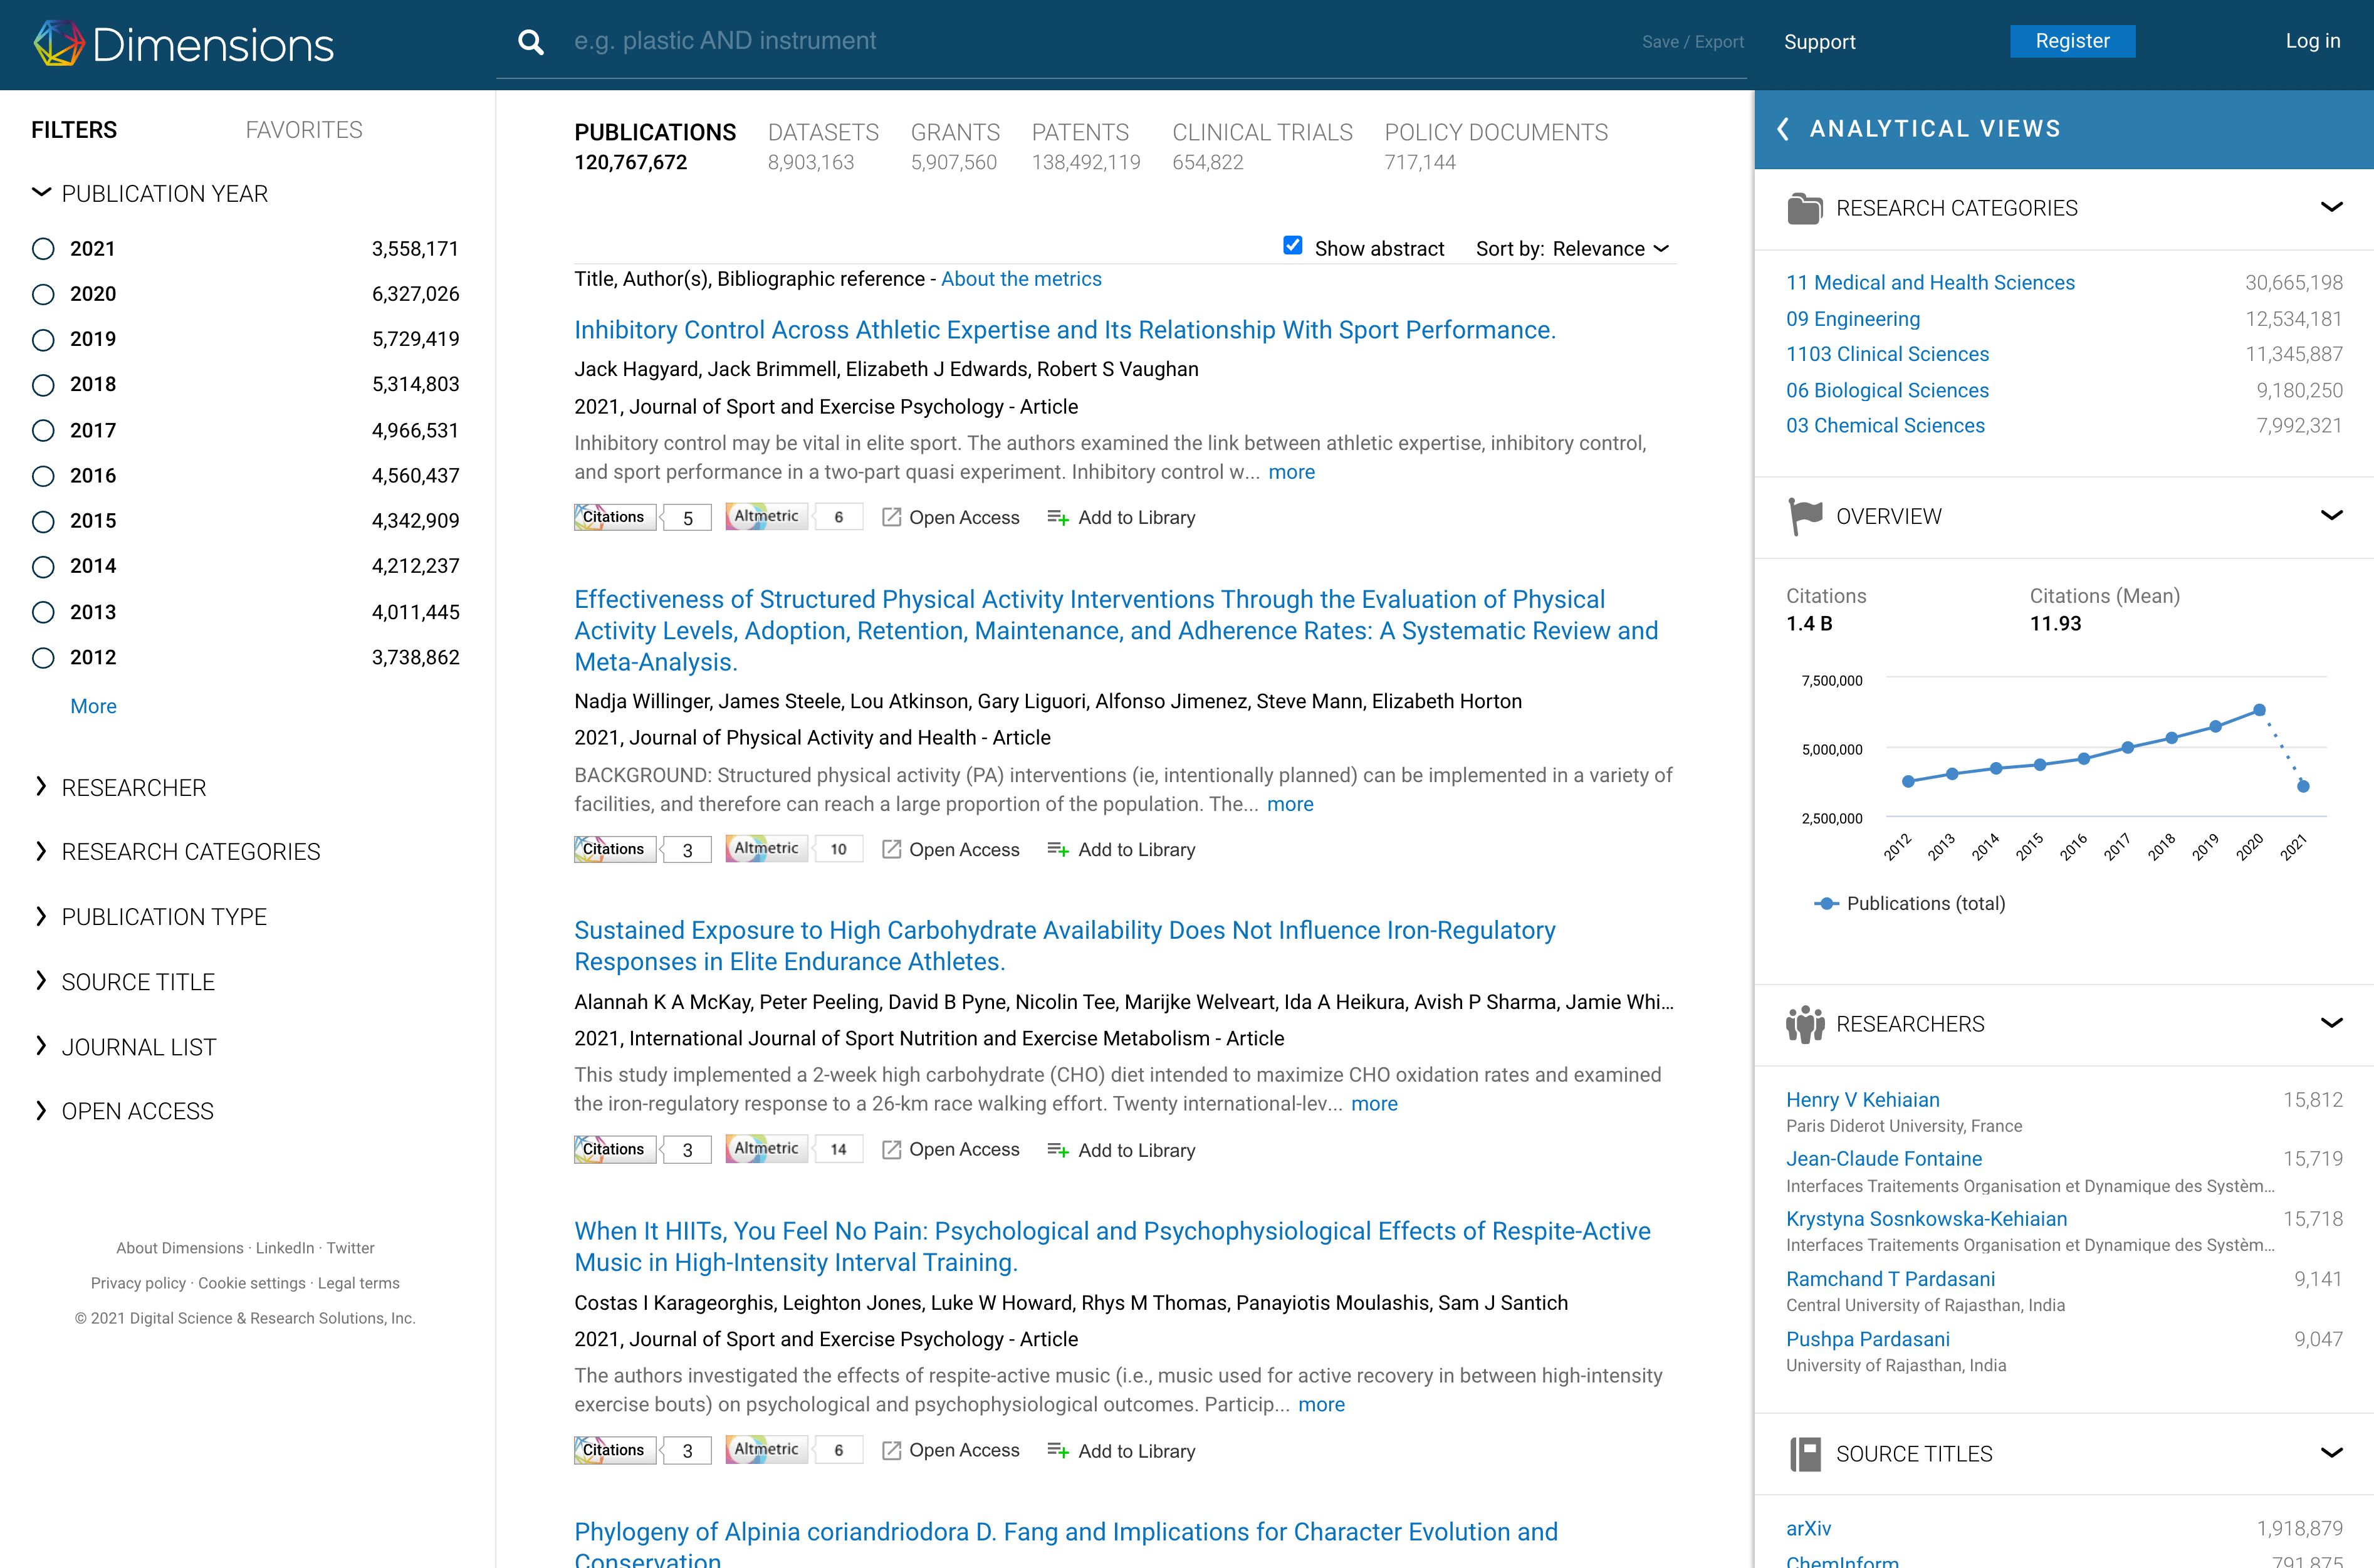 Dimensions
e.g. plastic AND instrument
Save / Export
Support
Register
Log in
FILTERS
FAVORITES
PUBLICATION YEAR
2021 3,558,171
2020 6,327,026
2019 5,729,419
2018 5,314,803
2017 4,966,531
2016 4,560,437
2015 4,342,909
2014 4,212,237
2013 4,011,445
2012 3,738,862
More
RESEARCHER
RESEARCH CATEGORIES
PUBLICATION TYPE
SOURCE TITLE
JOURNAL LIST
OPEN ACCESS
About Dimensions · LinkedIn · Twitter
Privacy policy · Cookie settings · Legal terms
© 2021 Digital Science & Research Solutions, Inc.
PUBLICATIONS DATASETS GRANTS PATENTS CLINICAL TRIALS POLICY DOCUMENTS
120,767,672 8,903,163 5,907,560 138,492,119 654,822 717,144
Show abstract Sort by: Relevance
Title, Author(s), Bibliographic reference - About the metrics
Inhibitory Control Across Athletic Expertise and Its Relationship With Sport Performance.
Jack Hagyard, Jack Brimmell, Elizabeth J Edwards, Robert S Vaughan
2021, Journal of Sport and Exercise Psychology - Article
Inhibitory control may be vital in elite sport. The authors examined the link between athletic expertise, inhibitory control,
and sport performance in a two-part quasi experiment. Inhibitory control w... more
Citations 5 Altmetric 6 Open Access Add to Library
Effectiveness of Structured Physical Activity Interventions Through the Evaluation of Physical
Activity Levels, Adoption, Retention, Maintenance, and Adherence Rates: A Systematic Review and
Meta-Analysis.
Nadja Willinger, James Steele, Lou Atkinson, Gary Liguori, Alfonso Jimenez, Steve Mann, Elizabeth Horton
2021, Journal of Physical Activity and Health - Article
BACKGROUND: Structured physical activity (PA) interventions (ie, intentionally planned) can be implemented in a variety of
facilities, and therefore can reach a large proportion of the population. The... more
Citations 3 Altmetric 10 Open Access Add to Library
Sustained Exposure to High Carbohydrate Availability Does Not Influence Iron-Regulatory
Responses in Elite Endurance Athletes.
Alannah K A McKay, Peter Peeling, David B Pyne, Nicolin Tee, Marijke Welveart, Ida A Heikura, Avish P Sharma, Jamie Whi...
2021, International Journal of Sport Nutrition and Exercise Metabolism - Article
This study implemented a 2-week high carbohydrate (CHO) diet intended to maximize CHO oxidation rates and examined
the iron-regulatory response to a 26-km race walking effort. Twenty international-lev... more
Citations 3 Altmetric 14 Open Access Add to Library
When It HIITs, You Feel No Pain: Psychological and Psychophysiological Effects of Respite-Active
Music in High-Intensity Interval Training.
Costas I Karageorghis, Leighton Jones, Luke W Howard, Rhys M Thomas, Panayiotis Moulashis, Sam J Santich
2021, Journal of Sport and Exercise Psychology - Article
The authors investigated the effects of respite-active music (i.e., music used for active recovery in between high-intensity
exercise bouts) on psychological and psychophysiological outcomes. Particip... more
Citations 3 Altmetric 6 Open Access Add to Library
Phylogeny of Alpinia coriandriodora D. Fang and Implications for Character Evolution and
Conservation
ANALYTICAL VIEWS
RESEARCH CATEGORIES
11 Medical and Health Sciences 30,665,198
09 Engineering 12,534,181
1103 Clinical Sciences 11,345,887
06 Biological Sciences 9,180,250
03 Chemical Sciences 7,992,321
OVERVIEW
Citations Citations (Mean)
1.4 B 11.93
7,500,000
5,000,000
2,500,000
2012 2013 2014 2015 2016 2017 2018 2019 2020 2021
Publications (total)
RESEARCHERS
Henry V Kehiaian 15,812
Paris Diderot University, France
Jean-Claude Fontaine 15,719
Interfaces Traitements Organisation et Dynamique des Systèm...
Krystyna Sosnkowska-Kehiaian 15,718
Interfaces Traitements Organisation et Dynamique des Systèm...
Ramchand T Pardasani 9,141
Central University of Rajasthan, India
Pushpa Pardasani 9,047
University of Rajasthan, India
SOURCE TITLES
arXiv 1,918,879
ChemInform 791,875